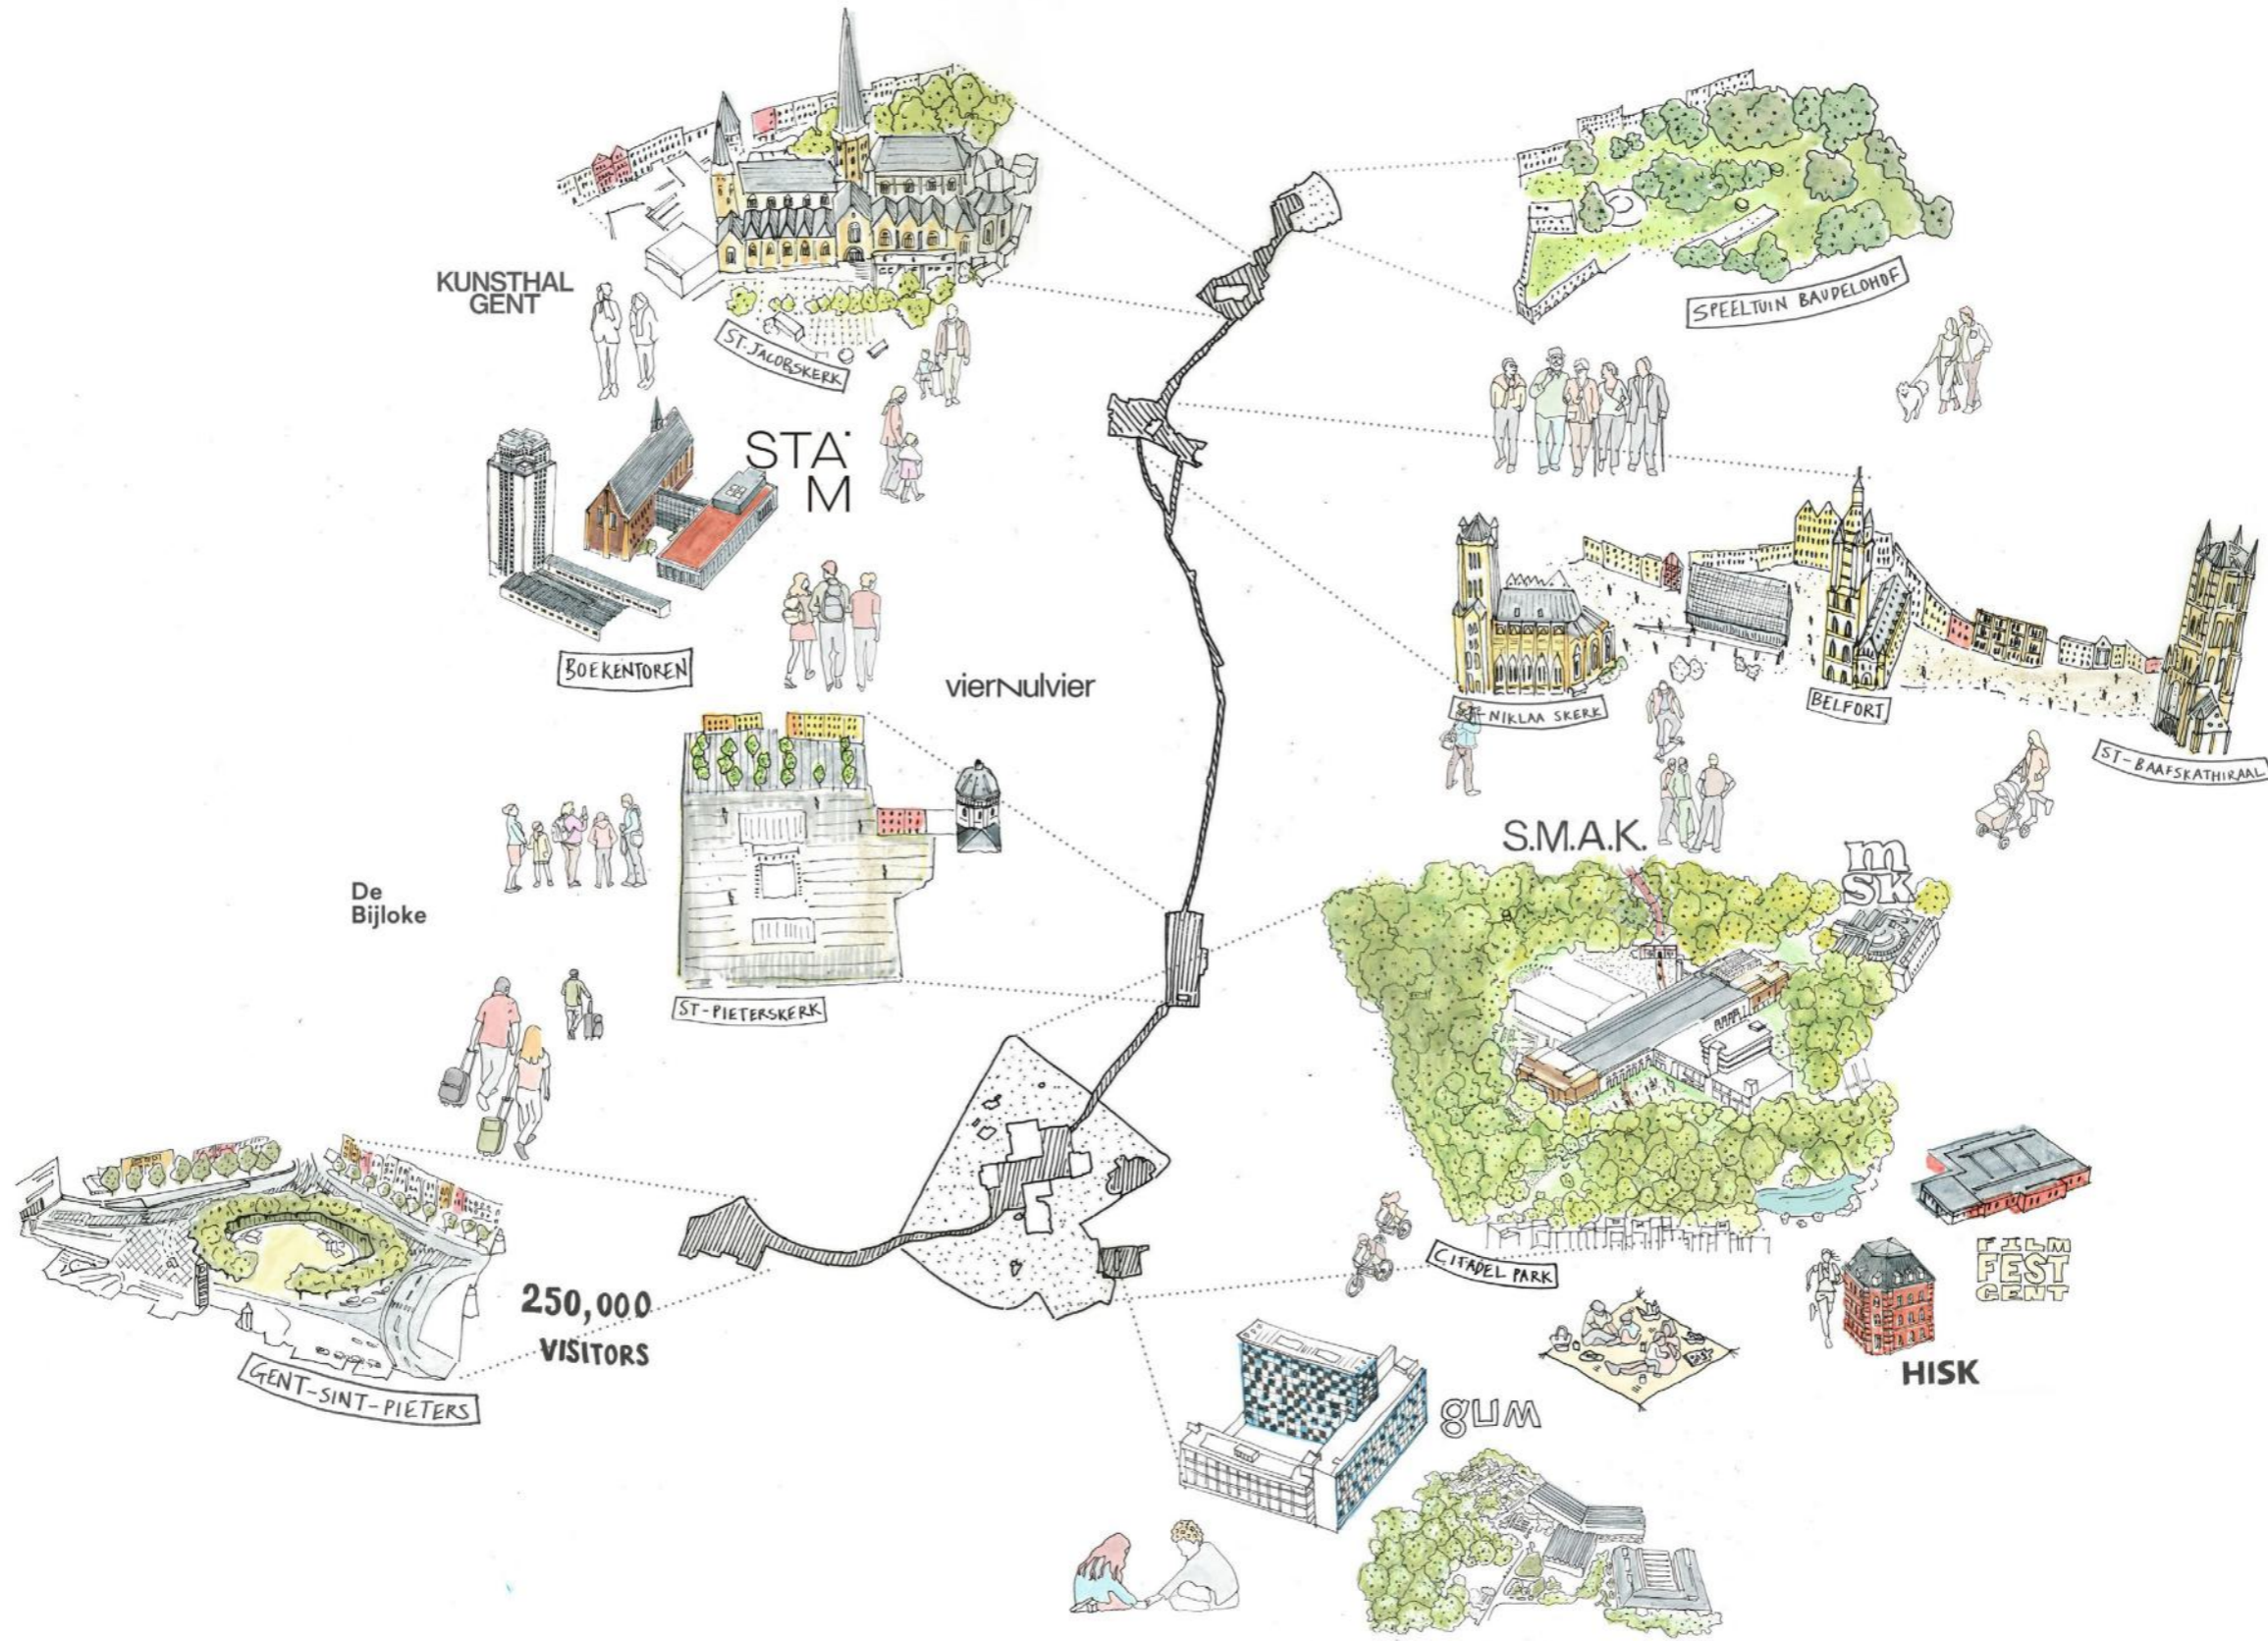 KUNSTHAL
GENT
ST. JACOBSKERK
SPEELTUIN BAUDELOHOF
STA
M
BOEKENTOREN
vierNulvier
NIKLAA SKERK
BELFORT
ST-BAAFSKATHIRAAL
De
Bijloke
ST-PIETERSKERK
S.M.A.K.
m
sk
CITADEL PARK
FILM
FEST
GENT
HISK
250,000
VISITORS
GENT-SINT-PIETERS
gum